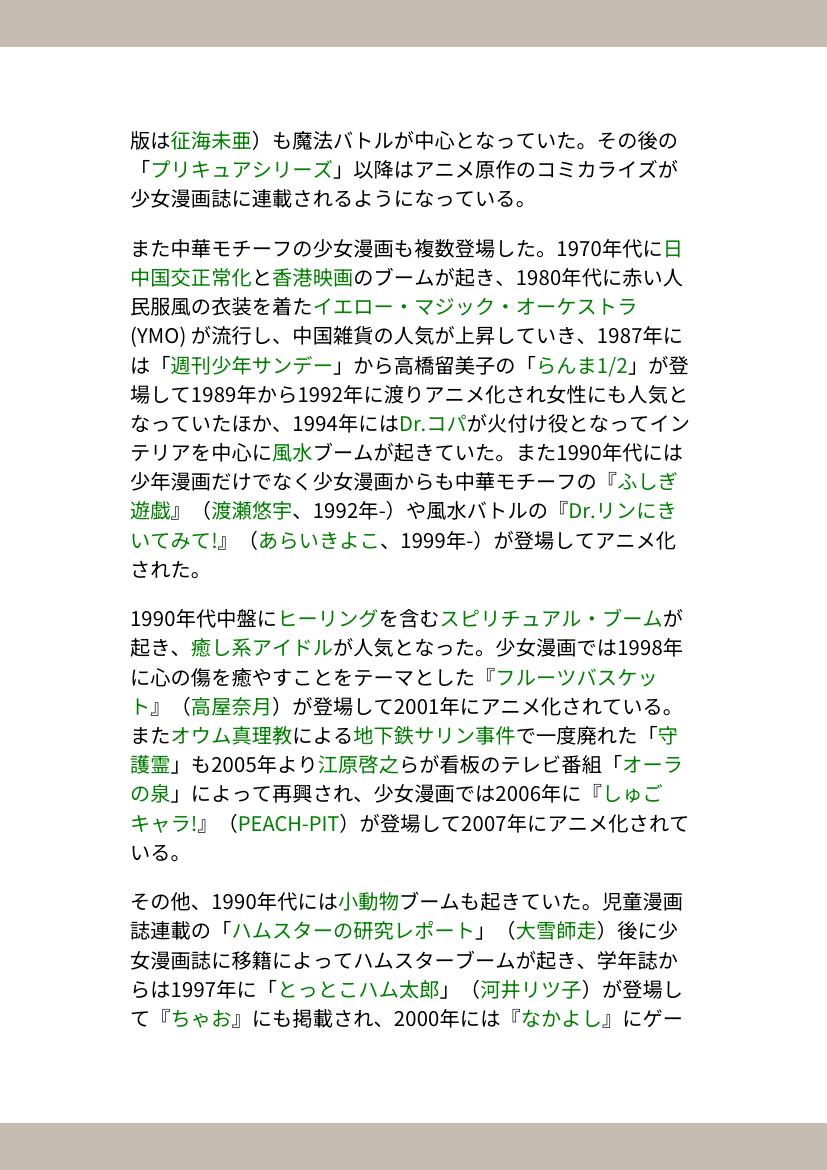 版は征海未亜）も魔法バトルが中心となっていた。その後の
「プリキュアシリーズ」以降はアニメ原作のコミカライズが
少女漫画誌に連載されるようになっている。
また中華モチーフの少女漫画も複数登場した。1970年代に日
中国交正常化と香港映画のブームが起き、1980年代に赤い人
民服風の衣装を着たイエロー・マジック・オーケストラ
(YMO) が流行し、中国雑貨の人気が上昇していき、1987年に
は「週刊少年サンデー」から高橋留美子の「らんま1/2」が登
場して1989年から1992年に渡りアニメ化され女性にも人気と
なっていたほか、1994年にはDr.コパが火付け役となってイン
テリアを中心に風水ブームが起きていた。また1990年代には
少年漫画だけでなく少女漫画からも中華モチーフの『ふしぎ
遊戯』（渡瀬悠宇、1992年-）や風水バトルの『Dr.リンにき
いてみて!』（あらいきよこ、1999年-）が登場してアニメ化
された。
1990年代中盤にヒーリングを含むスピリチュアル・ブームが
起き、癒し系アイドルが人気となった。少女漫画では1998年
に心の傷を癒やすことをテーマとした『フルーツバスケッ
ト』（高屋奈月）が登場して2001年にアニメ化されている。
またオウム真理教による地下鉄サリン事件で一度廃れた「守
護霊」も2005年より江原啓之らが看板のテレビ番組「オーラ
の泉」によって再興され、少女漫画では2006年に『しゅご
キャラ!』（PEACH-PIT）が登場して2007年にアニメ化されて
いる。
その他、1990年代には小動物ブームも起きていた。児童漫画
誌連載の「ハムスターの研究レポート」（大雪師走）後に少
女漫画誌に移籍によってハムスターブームが起き、学年誌か
らは1997年に「とっとこハム太郎」（河井リツ子）が登場し
て『ちゃお』にも掲載され、2000年には『なかよし』にゲー